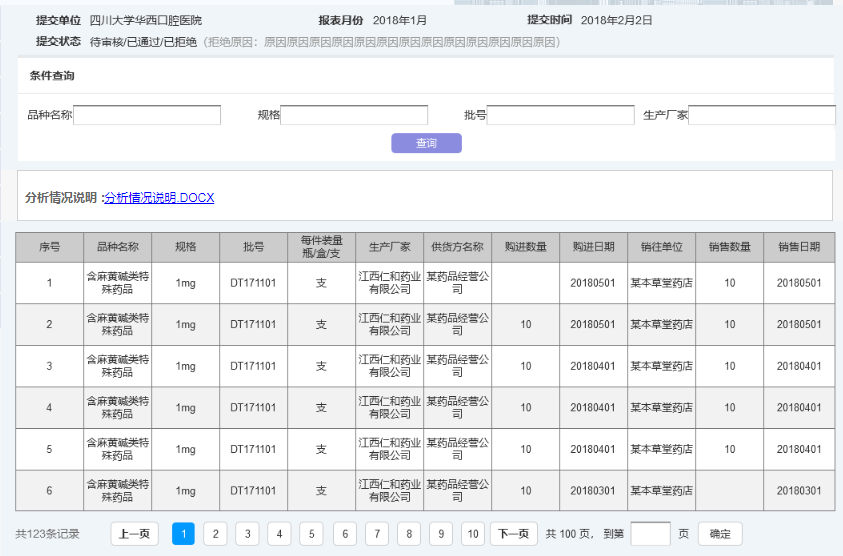 提交单位 四川大学华西口腔医院 报表月份 2018年1月 提交时间 2018年2月2日
提交状态 待审核/已通过/已拒绝（拒绝原因：原因原因原因原因原因原因原因原因原因原因原因原因原因）
条件查询
品种名称 规格 批号 生产厂家
查询
分析情况说明：分析情况说明.DOCX
序号 品种名称 规格 批号 每件装量 瓶/盒/支 生产厂家 供货方名称 购进数量 购进日期 销往单位 销售数量 销售日期
1 含麻黄碱类特殊药品 1mg DT171101 支 江西仁和药业有限公司 某药品经营公司 20180501 某本草堂药店 10 20180501
2 含麻黄碱类特殊药品 1mg DT171101 支 江西仁和药业有限公司 某药品经营公司 10 20180501 某本草堂药店 10 20180501
3 含麻黄碱类特殊药品 1mg DT171101 支 江西仁和药业有限公司 某药品经营公司 10 20180401 某本草堂药店 10 20180401
4 含麻黄碱类特殊药品 1mg DT171101 支 江西仁和药业有限公司 某药品经营公司 10 20180401 某本草堂药店 10 20180401
5 含麻黄碱类特殊药品 1mg DT171101 支 江西仁和药业有限公司 某药品经营公司 10 20180401 某本草堂药店 10 20180401
6 含麻黄碱类特殊药品 1mg DT171101 支 江西仁和药业有限公司 某药品经营公司 20180301 某本草堂药店 20180301
共123条记录 上一页 1 2 3 4 5 6 7 8 9 10 下一页 共 100 页， 到第 页 确定